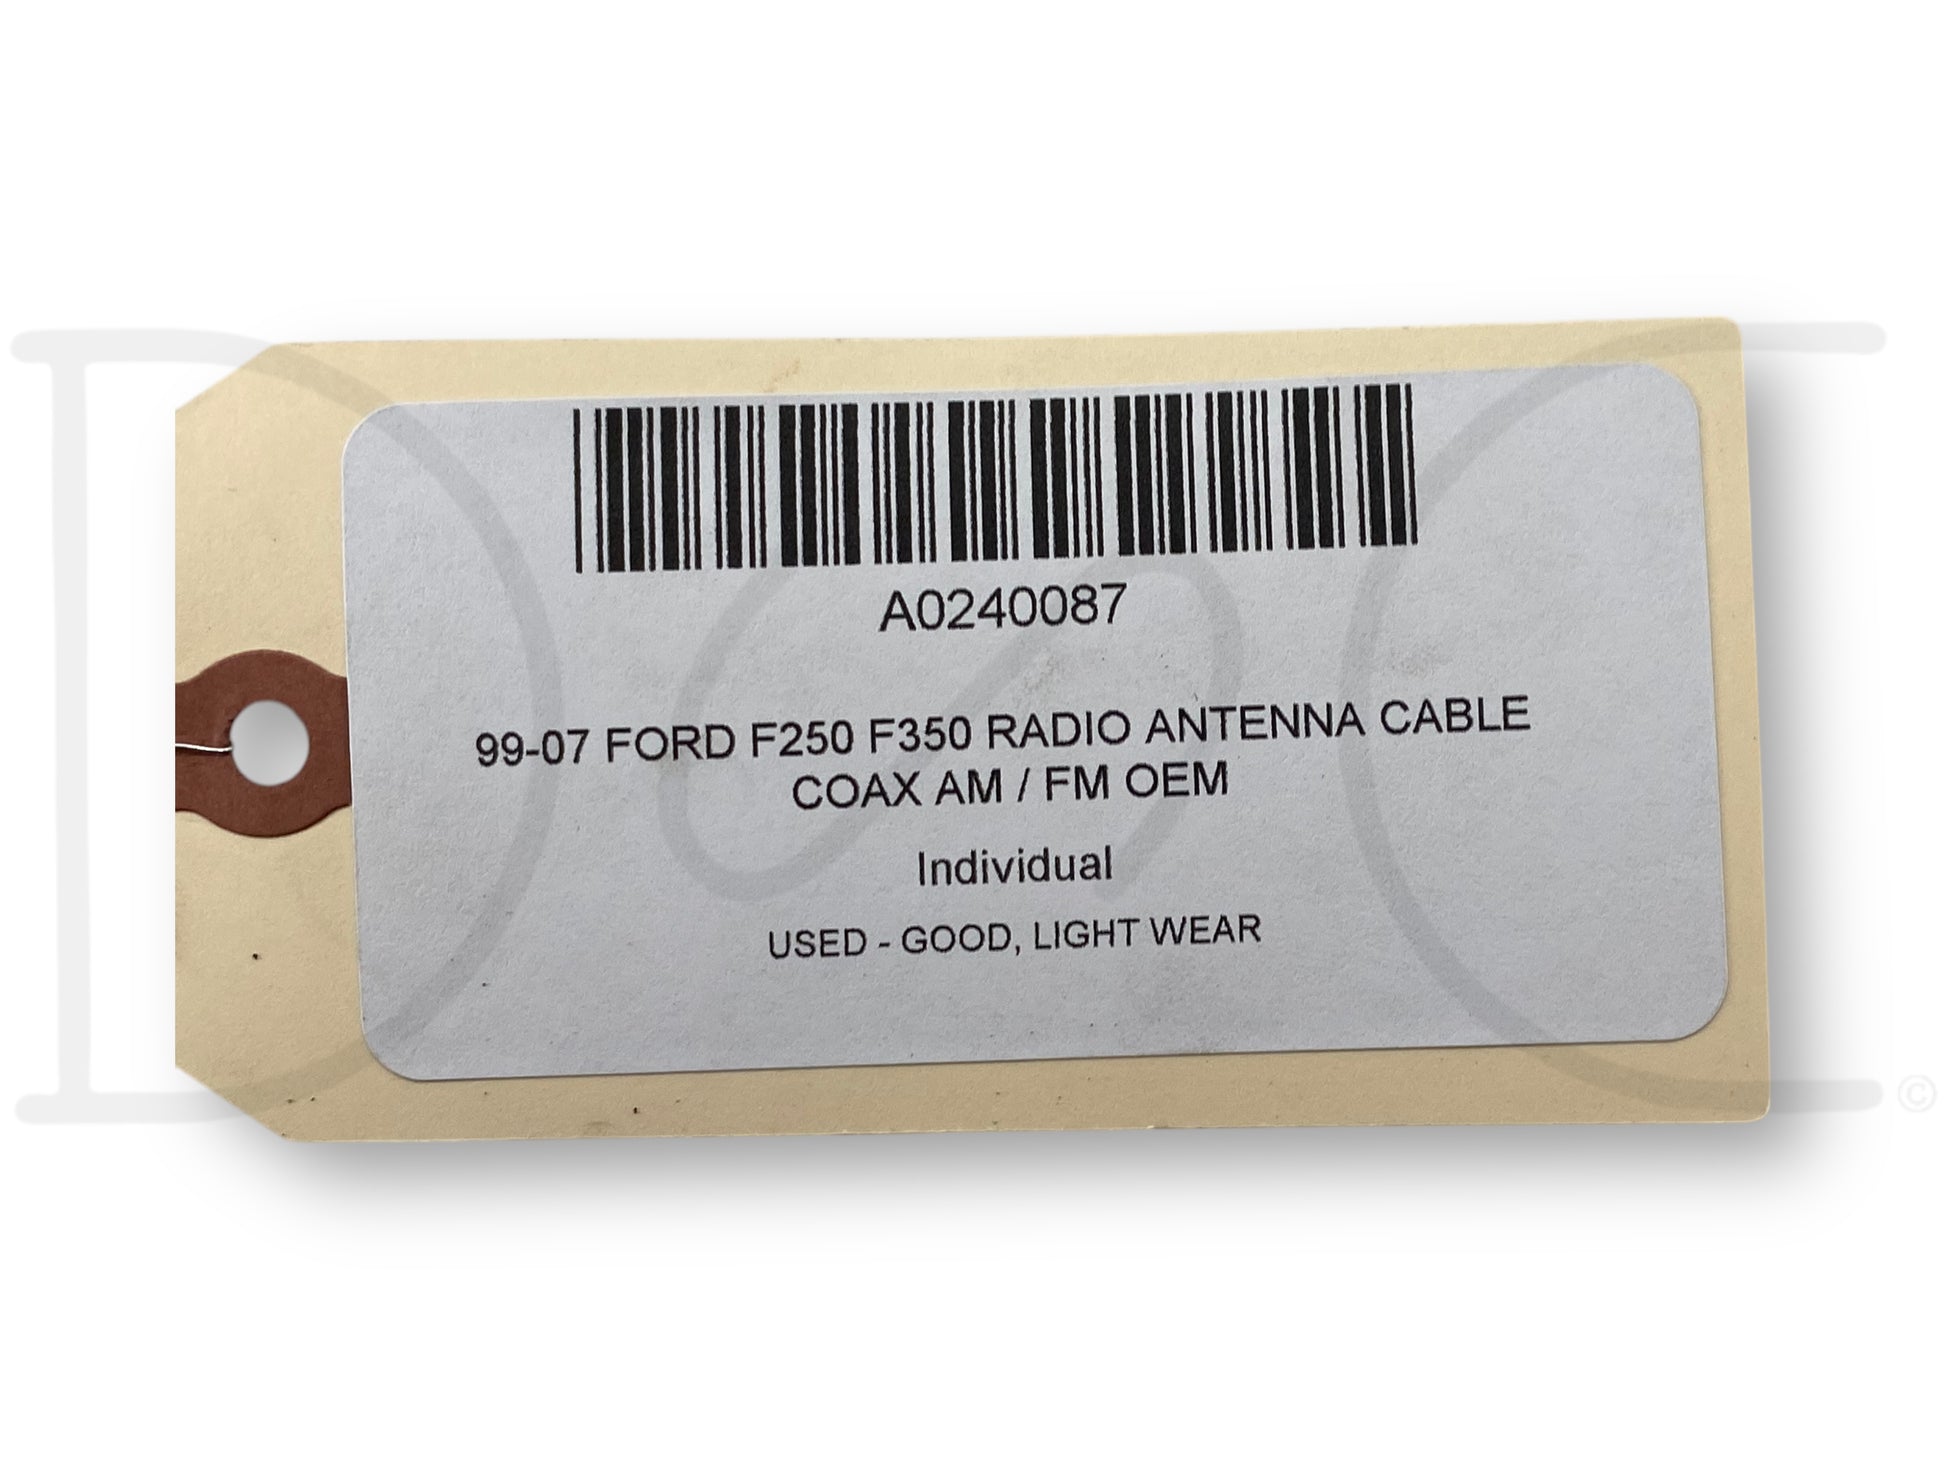 A0240087
99-07 FORD F250 F350 RADIO ANTENNA CABLE
COAX AM / FM OEM
Individual
USED - GOOD, LIGHT WEAR
©